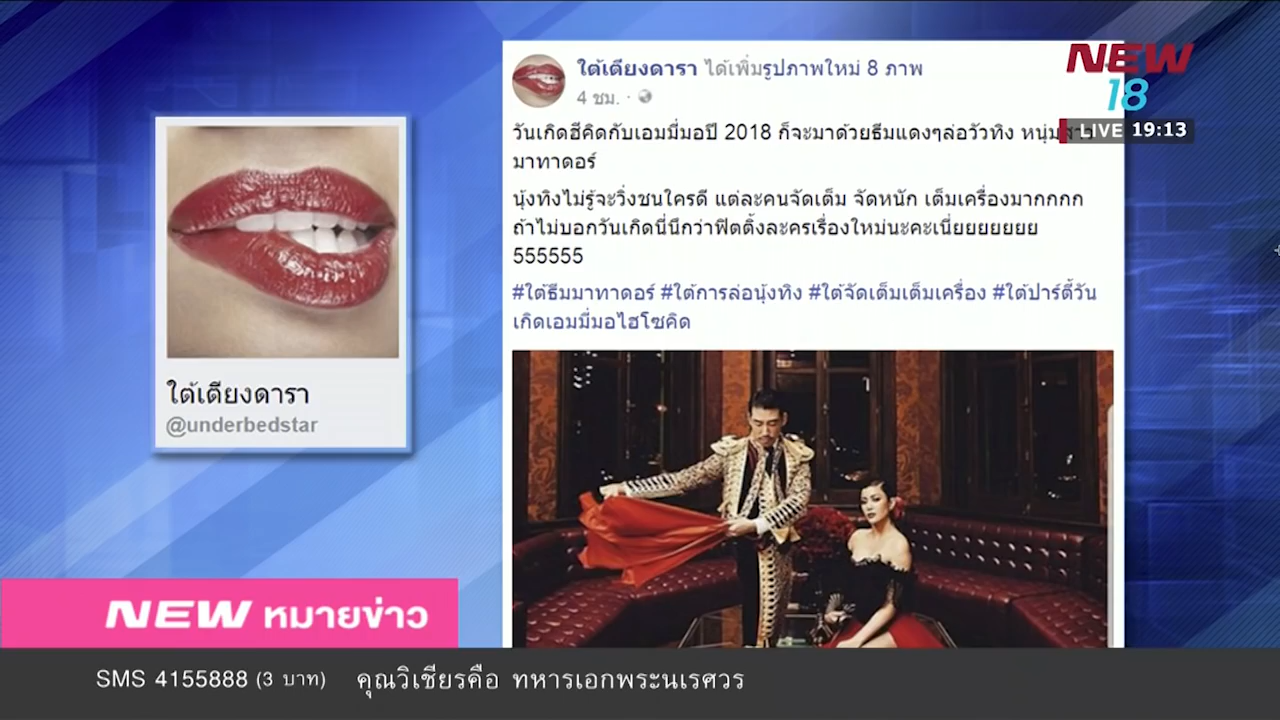 ใต้เตียงดารา ได้เพิ่มรูปภาพใหม่ 8 ภาพ
4 ชม. ·
NEW
18
LIVE 19:13
วันเกิดฮีคิดกับเอมมี่มอปี 2018 ก็จะมาด้วยธีมแดงๆล่อวัวทิง หนุ่มสาว
มาทาดอร์
นุ้งทิงไม่รู้จะวิ่งชนใครดี แต่ละคนจัดเต็ม จัดหนัก เต็มเครื่องมากกกก
ถ้าไม่บอกวันเกิดนี่นึกว่าฟิตติ้งละครเรื่องใหม่นะคะเนี่ยยยยยยยย
555555
#ใต้ธีมมาทาดอร์ #ใต้การล่อนุ้งทิง #ใต้จัดเต็มเต็มเครื่อง #ใต้ปาร์ตี้วัน
เกิดเอมมี่มอไฮโซคิด
ใต้เตียงดารา
@underbedstar
NEW หมายข่าว
SMS 4155888 (3 บาท) คุณวิเชียรคือ ทหารเอกพระนเรศวร